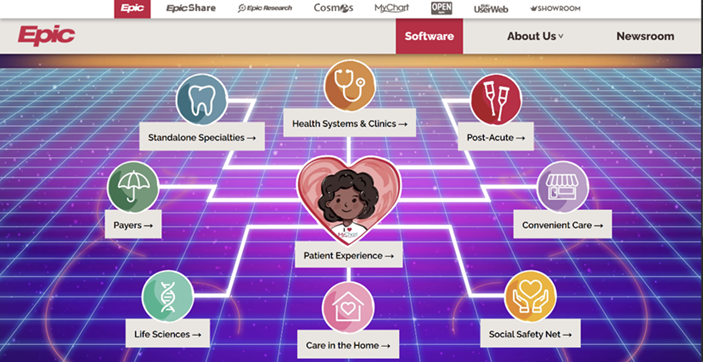 Epic
EpicShare
Epic Research
Cosmos
MyChart
OPEN
UserWeb
SHOWROOM
Epic
Software
About Us
Newsroom
Standalone Specialties →
Health Systems & Clinics →
Post-Acute →
Payers →
I ♥
MyChart
Convenient Care →
Patient Experience →
Life Sciences →
Care in the Home →
Social Safety Net →